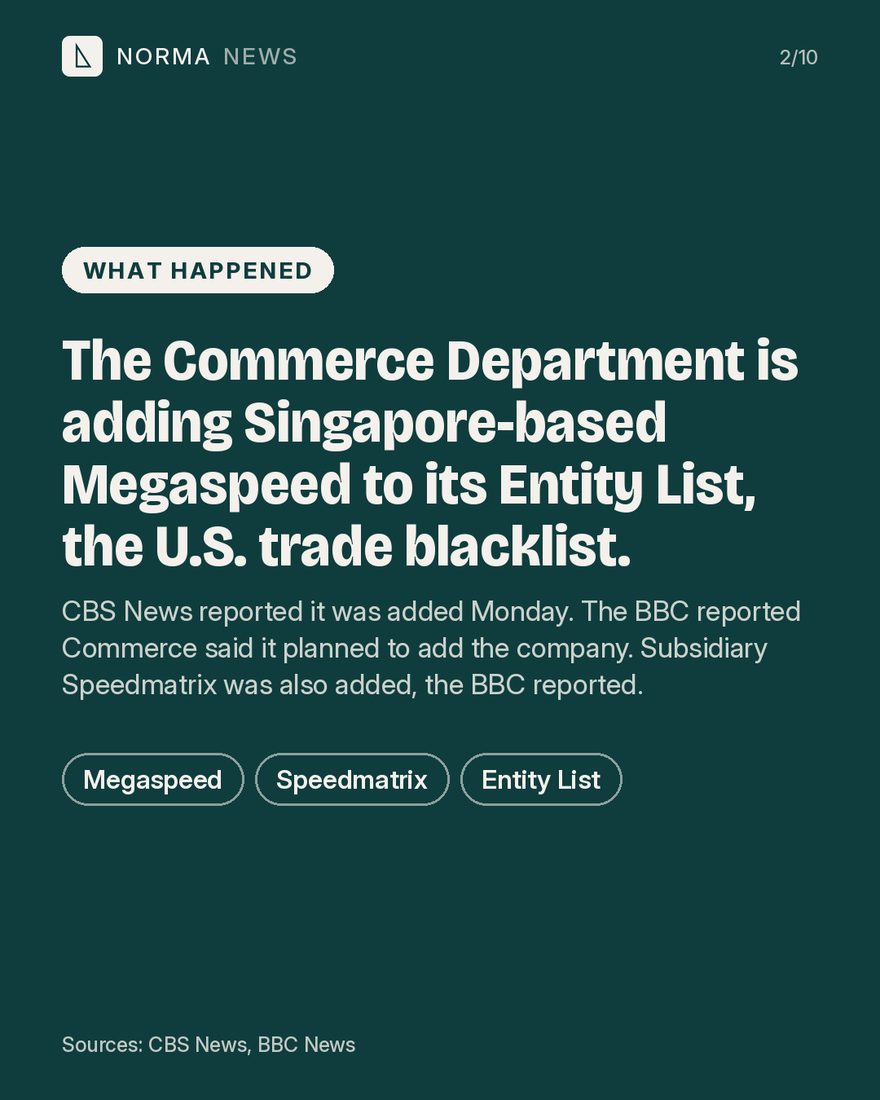 NORMA NEWS
2/10
WHAT HAPPENED
The Commerce Department is
adding Singapore-based
Megaspeed to its Entity List,
the U.S. trade blacklist.
CBS News reported it was added Monday. The BBC reported
Commerce said it planned to add the company. Subsidiary
Speedmatrix was also added, the BBC reported.
Megaspeed
Speedmatrix
Entity List
Sources: CBS News, BBC News